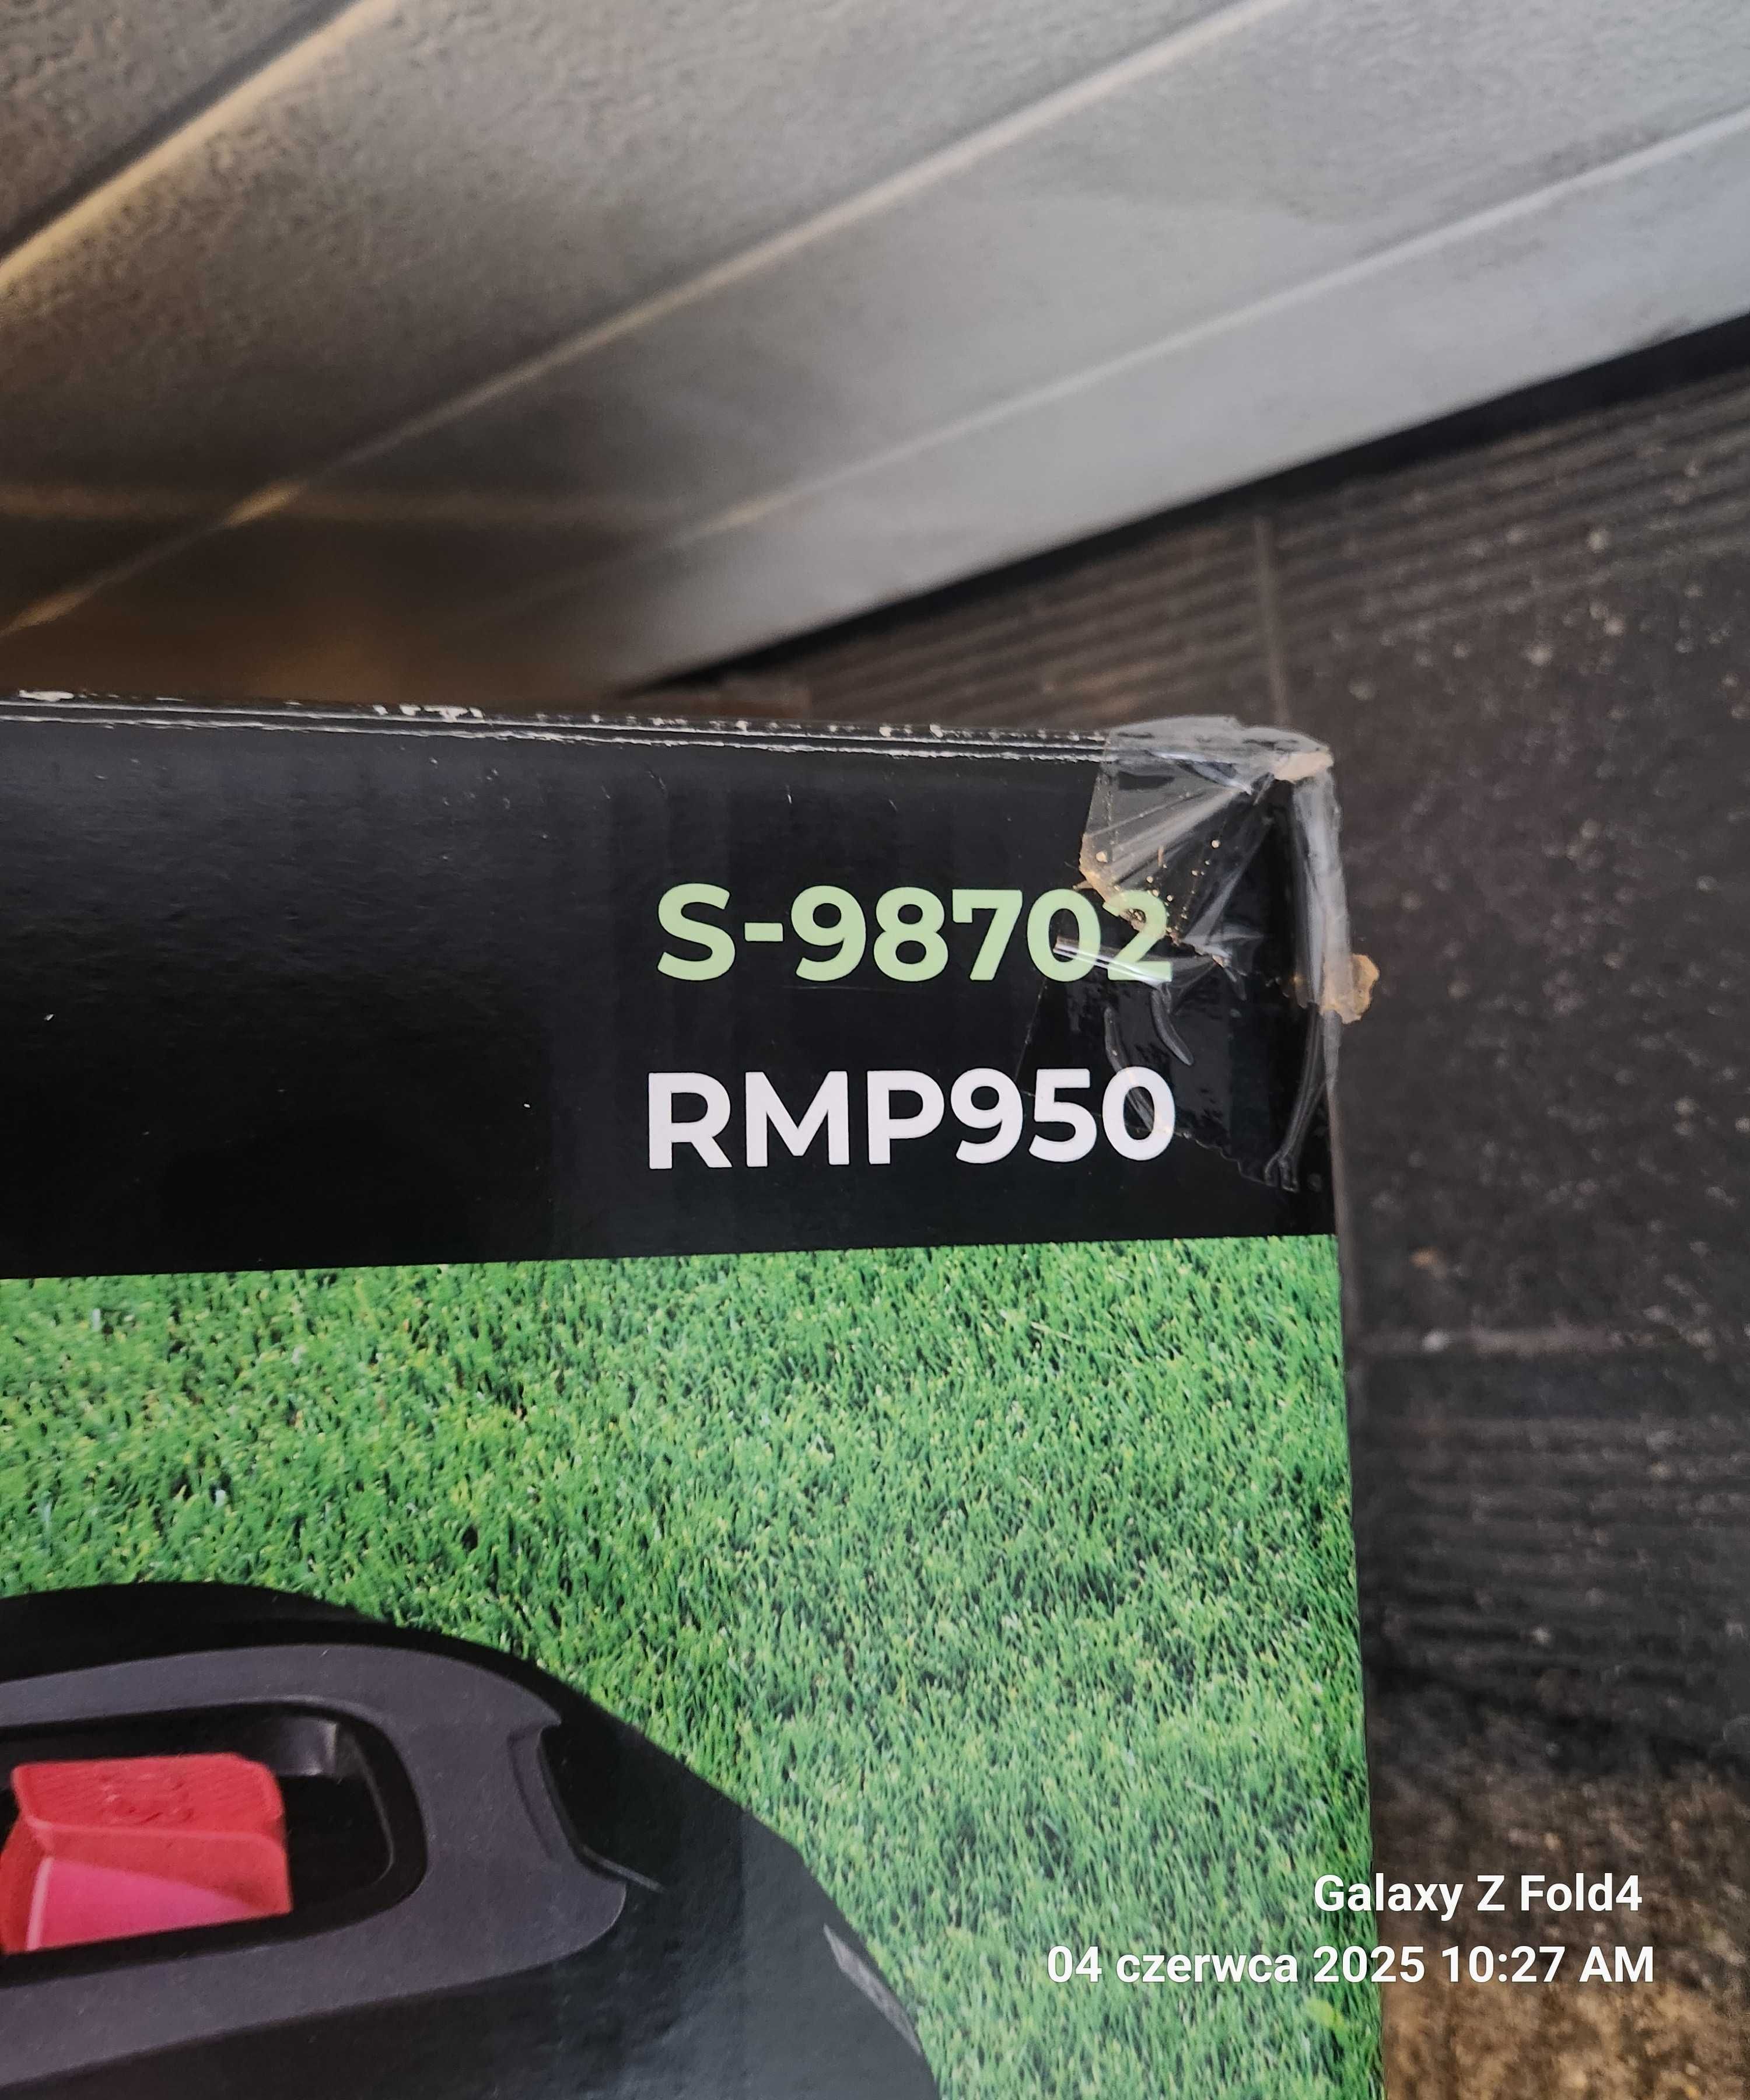 S-98702
RMP950
Galaxy Z Fold4
04 czerwca 2025 10:27 AM